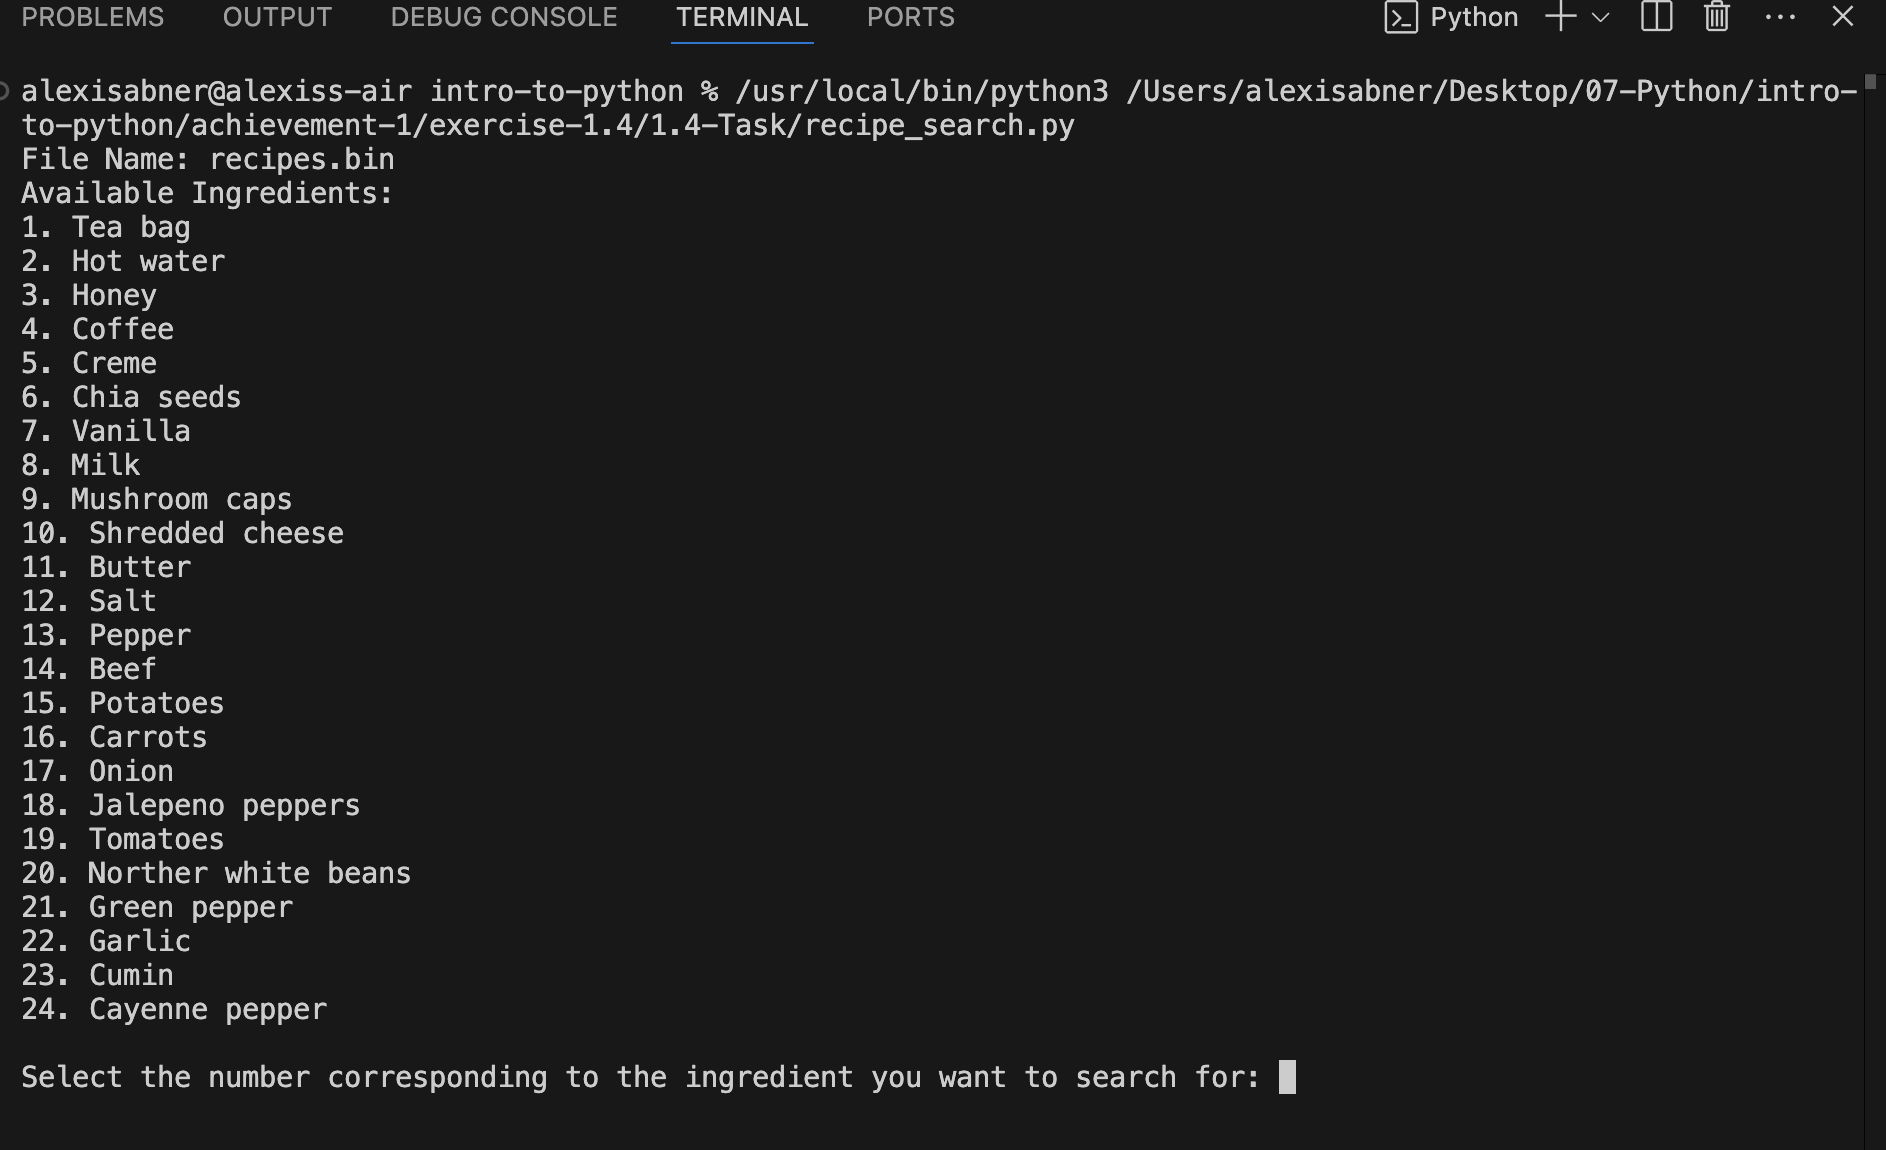 PROBLEMS OUTPUT DEBUG CONSOLE TERMINAL PORTS Python
alexisabner@alexiss-air intro-to-python % /usr/local/bin/python3 /Users/alexisabner/Desktop/07-Python/intro-
to-python/achievement-1/exercise-1.4/1.4-Task/recipe_search.py
File Name: recipes.bin
Available Ingredients:
1. Tea bag
2. Hot water
3. Honey
4. Coffee
5. Creme
6. Chia seeds
7. Vanilla
8. Milk
9. Mushroom caps
10. Shredded cheese
11. Butter
12. Salt
13. Pepper
14. Beef
15. Potatoes
16. Carrots
17. Onion
18. Jalepeno peppers
19. Tomatoes
20. Norther white beans
21. Green pepper
22. Garlic
23. Cumin
24. Cayenne pepper
Select the number corresponding to the ingredient you want to search for: